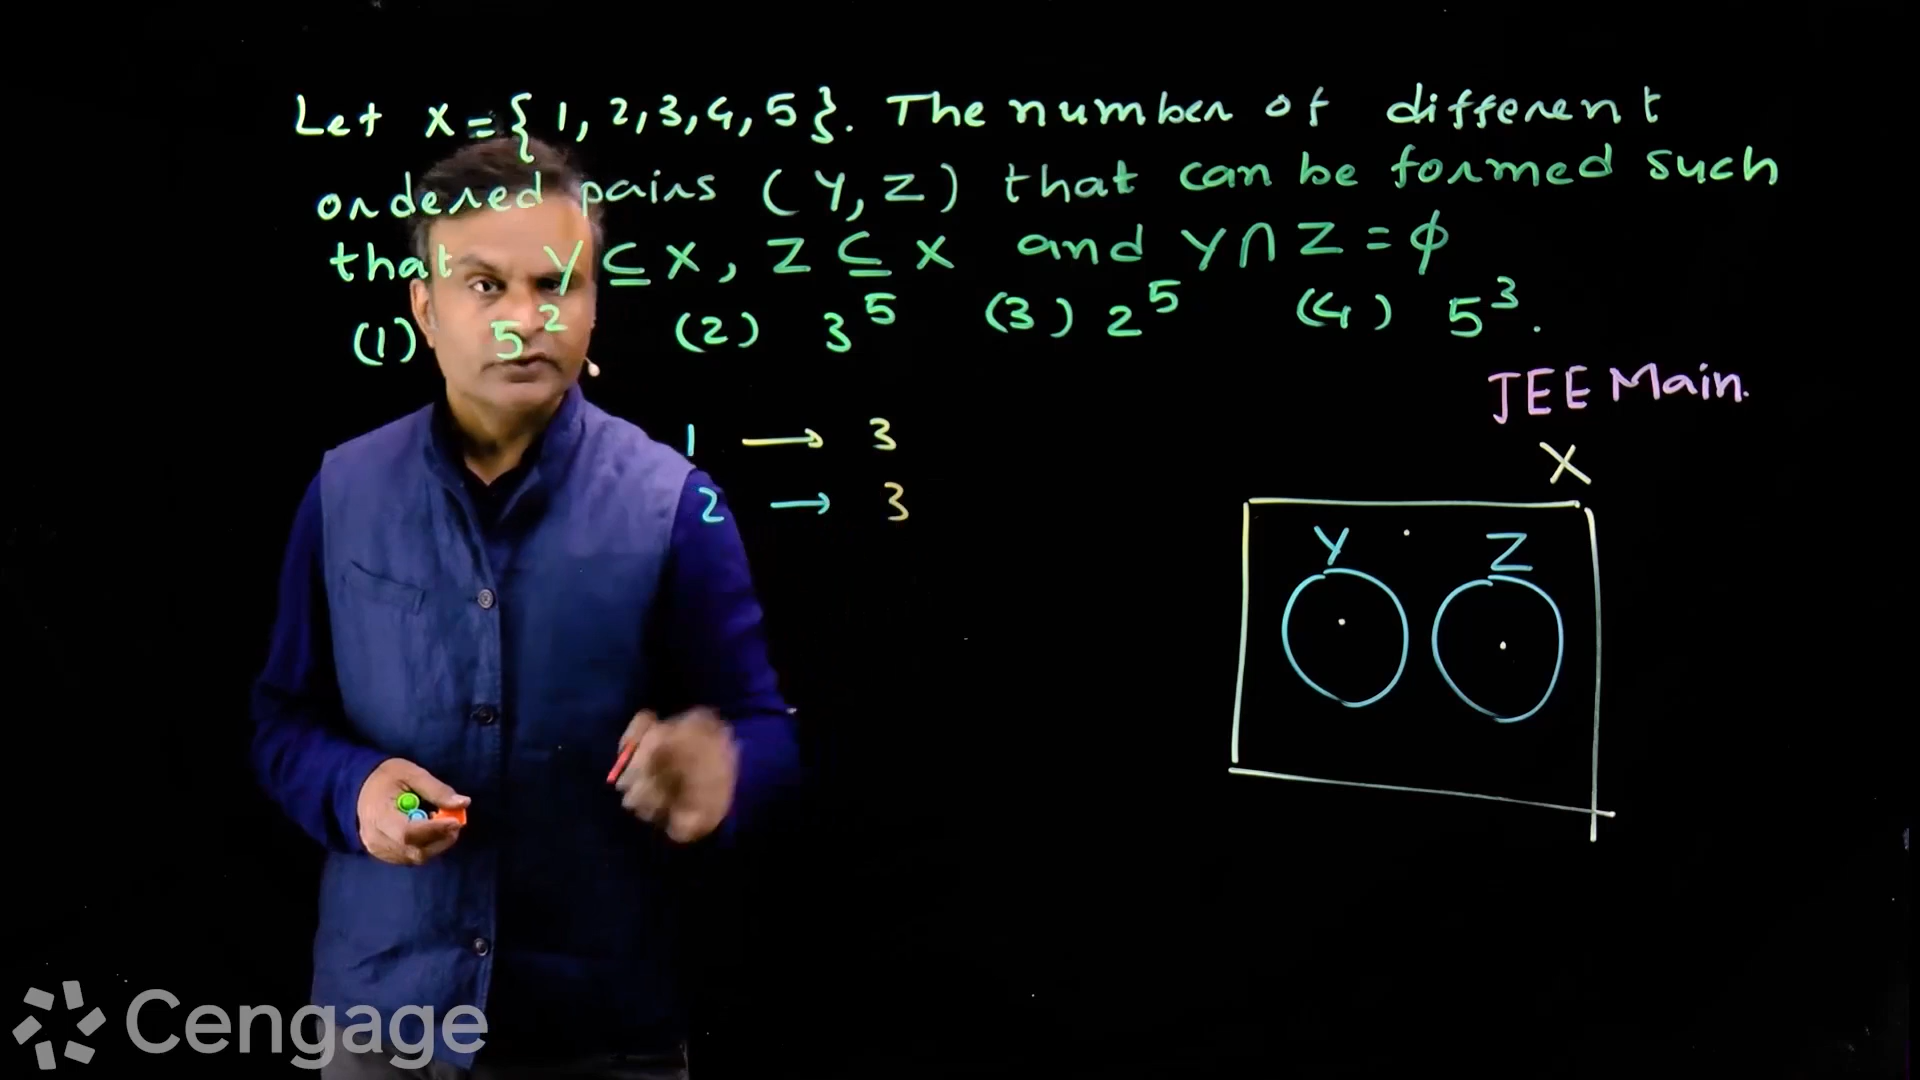 Let X = {1, 2, 3, 4, 5}. The number of different
ordered pairs (Y, Z) that can be formed such
that Y ⊆ X, Z ⊆ X and Y ∩ Z = ϕ
(1) 5² (2) 3⁵ (3) 2⁵ (4) 5³.
JEE Main.
1 → 3
2 → 3
X
Y Z
Cengage